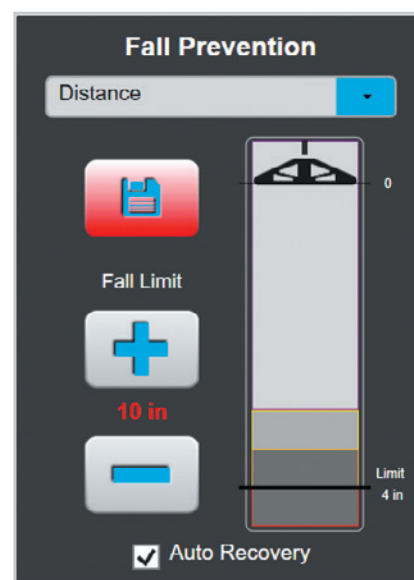 Fall Prevention
Distance
0
Fall Limit
10 in
Limit
4 in
Auto Recovery